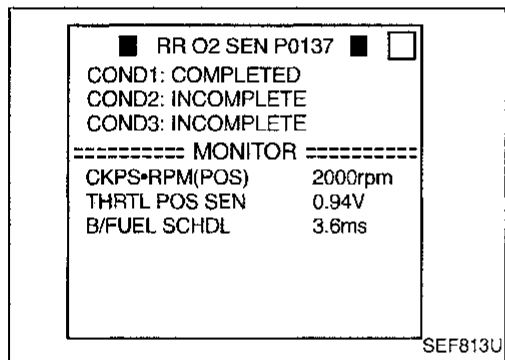 ■ RR O2 SEN P0137 ■ □
COND1: COMPLETED
COND2: INCOMPLETE
COND3: INCOMPLETE
========== MONITOR ==========
CKPS•RPM(POS) 2000rpm
THRTL POS SEN 0.94V
B/FUEL SCHDL 3.6ms
SEF813U